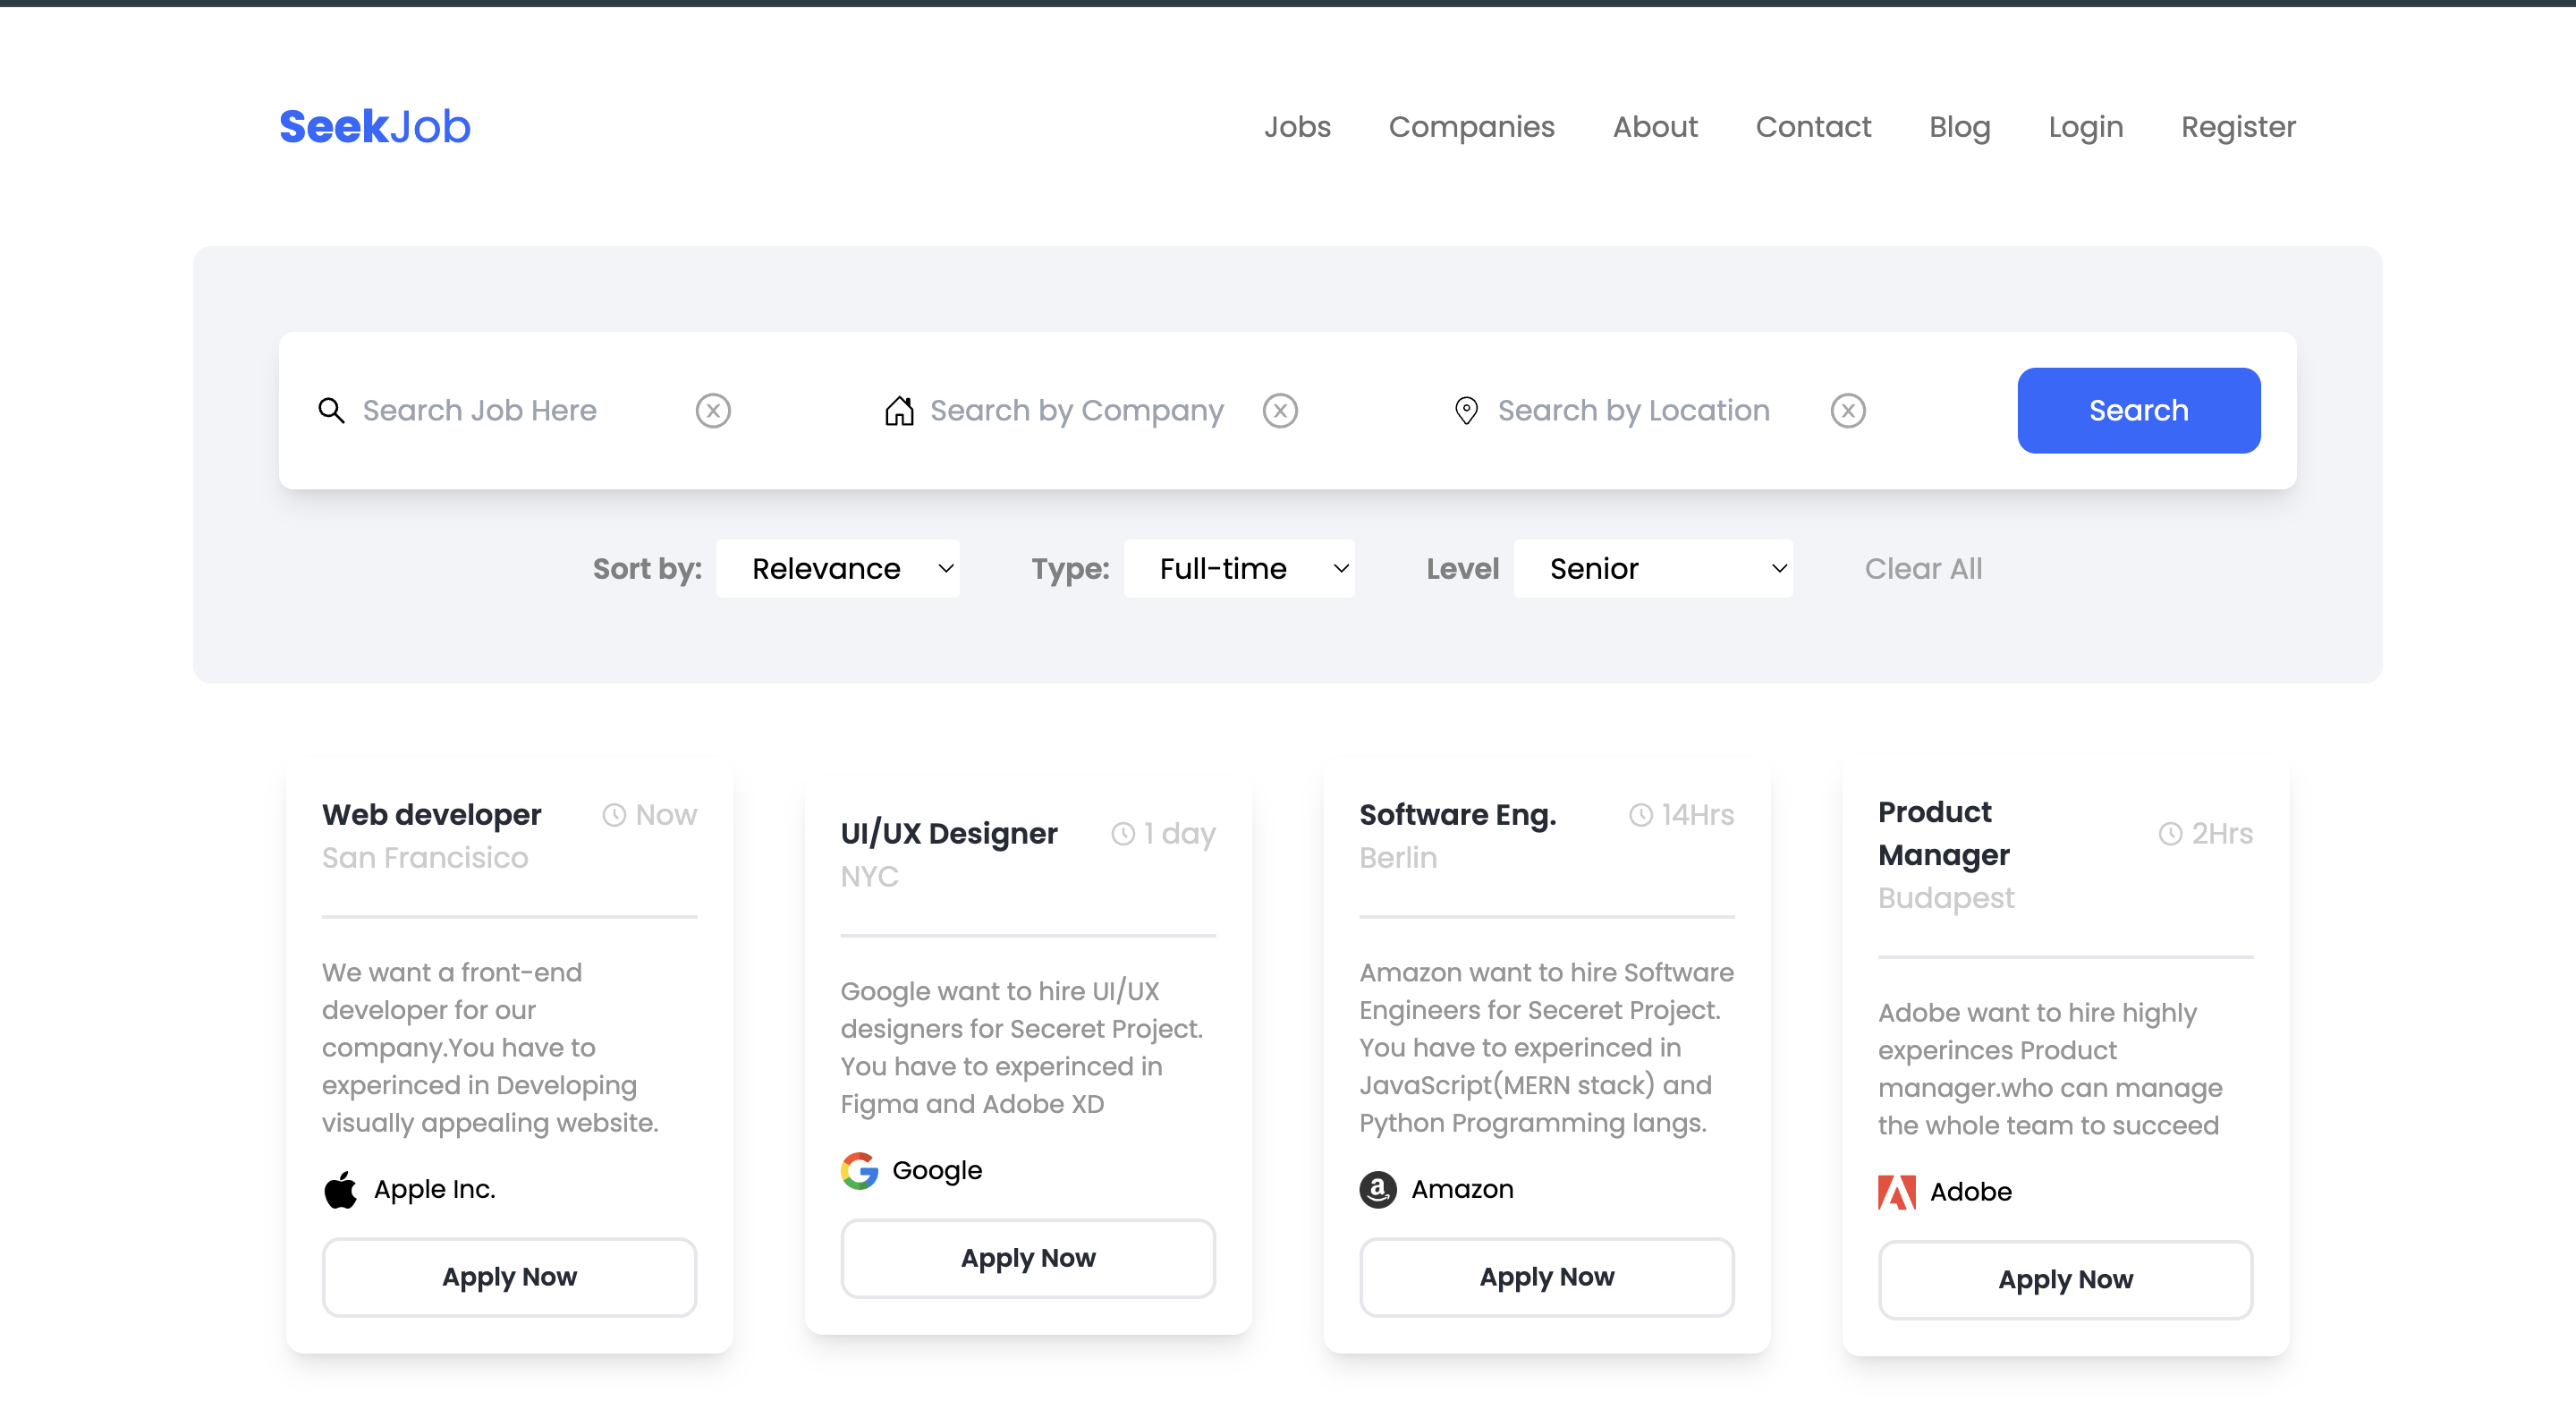 SeekJob
Jobs Companies About Contact Blog Login Register
Search Job Here
Search by Company
Search by Location
Search
Sort by: Relevance Type: Full-time Level Senior Clear All
Web developer
Now
San Francisico
We want a front-end
developer for our
company.You have to
experinced in Developing
visually appealing website.
Apple Inc.
Apply Now
UI/UX Designer
1 day
NYC
Google want to hire UI/UX
designers for Seceret Project.
You have to experinced in
Figma and Adobe XD
Google
Apply Now
Software Eng.
14Hrs
Berlin
Amazon want to hire Software
Engineers for Seceret Project.
You have to experinced in
JavaScript(MERN stack) and
Python Programming langs.
Amazon
Apply Now
Product
Manager
2Hrs
Budapest
Adobe want to hire highly
experinces Product
manager.who can manage
the whole team to succeed
Adobe
Apply Now